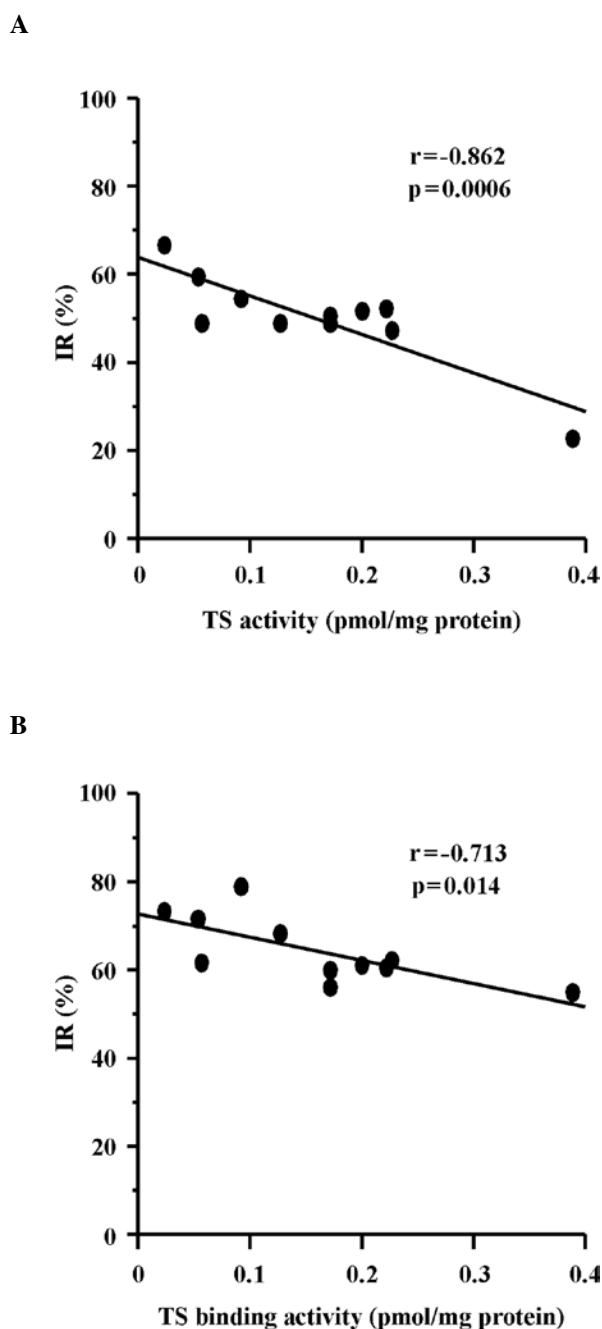 A
100
80
60
40
20
0
IR (%)
r=-0.862
p=0.0006
0 0.1 0.2 0.3 0.4
TS activity (pmol/mg protein)
B
100
80
60
40
20
0
IR (%)
r=-0.713
p=0.014
0 0.1 0.2 0.3 0.4
TS binding activity (pmol/mg protein)